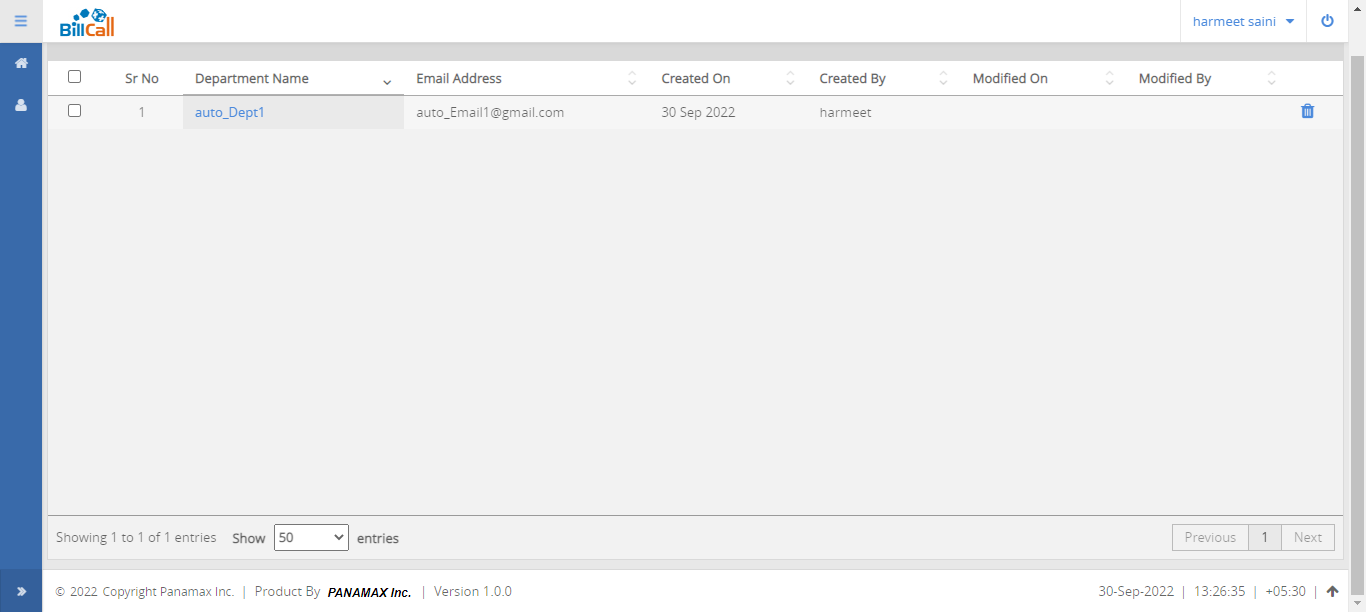 BillCall harmeet saini
Sr No Department Name Email Address Created On Created By Modified On Modified By
1 auto_Dept1 auto_Email1@gmail.com 30 Sep 2022 harmeet
Showing 1 to 1 of 1 entries Show 50 entries Previous 1 Next
© 2022 Copyright Panamax Inc. | Product By PANAMAX Inc. | Version 1.0.0 30-Sep-2022 | 13:26:35 | +05:30 |